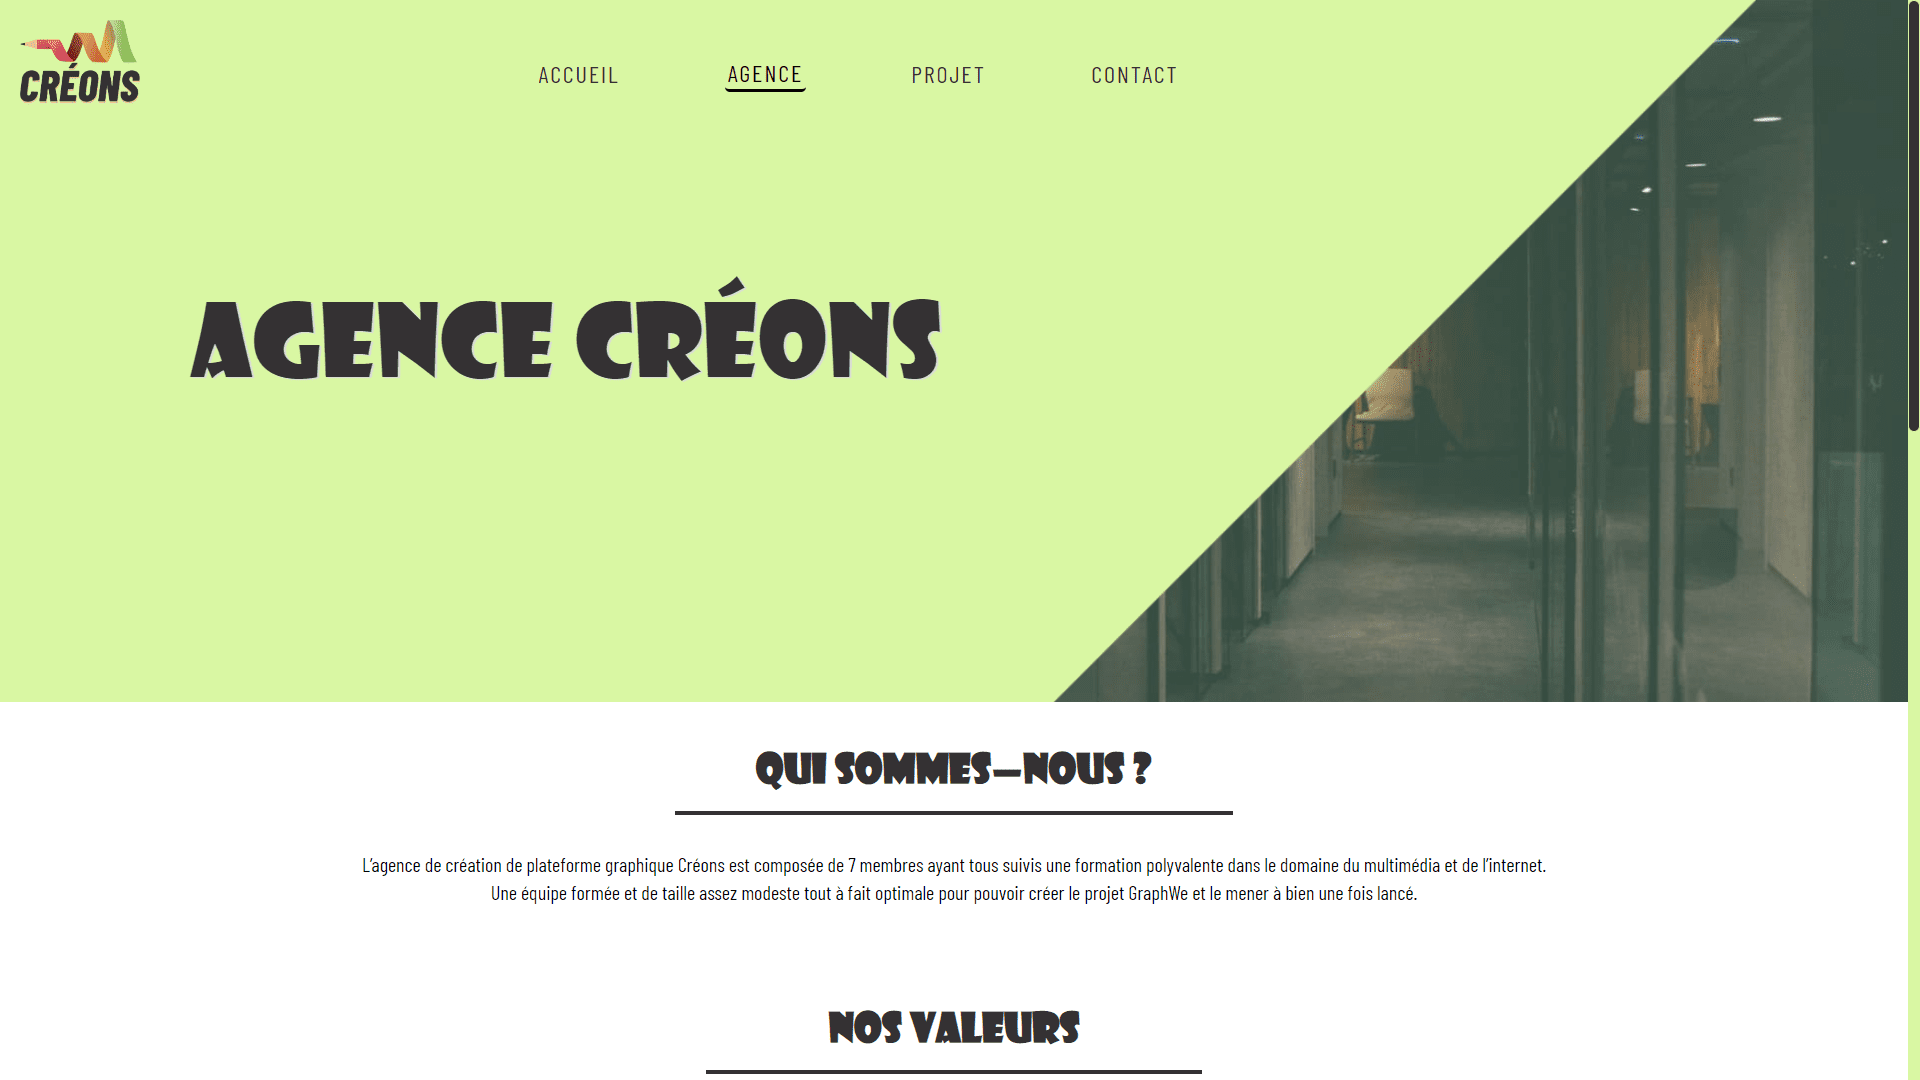 CRÉONS
ACCUEIL
AGENCE
PROJET
CONTACT
AGENCE CRÉONS
QUI SOMMES-NOUS ?
L'agence de création de plateforme graphique Créons est composée de 7 membres ayant tous suivis une formation polyvalente dans le domaine du multimédia et de l'internet.
Une équipe formée et de taille assez modeste tout à fait optimale pour pouvoir créer le projet GraphWe et le mener à bien une fois lancé.
NOS VALEURS